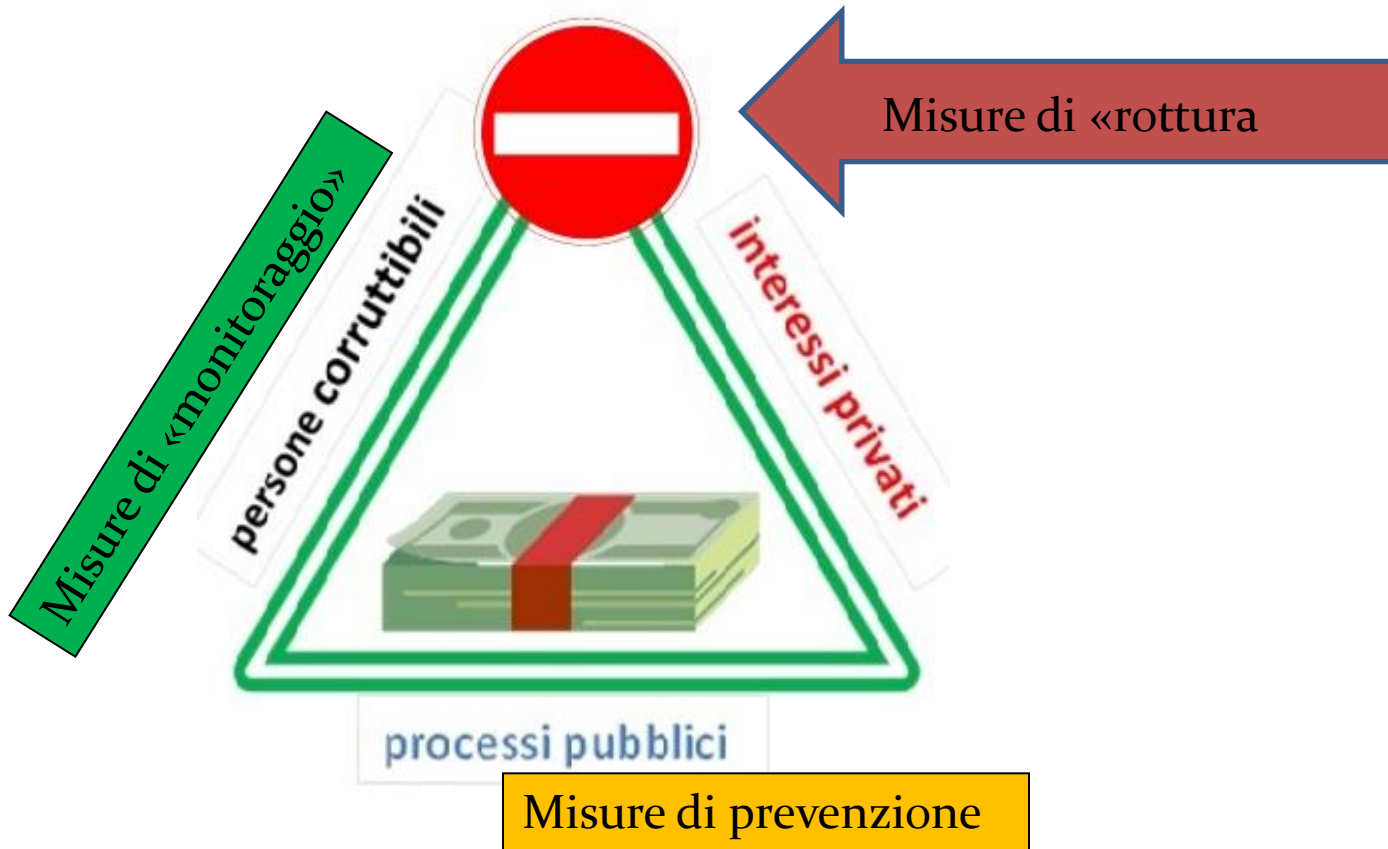 Misure di «rottura
Misure di «monitoraggio»
persone corruttibili
interessi privati
processi pubblici
Misure di prevenzione